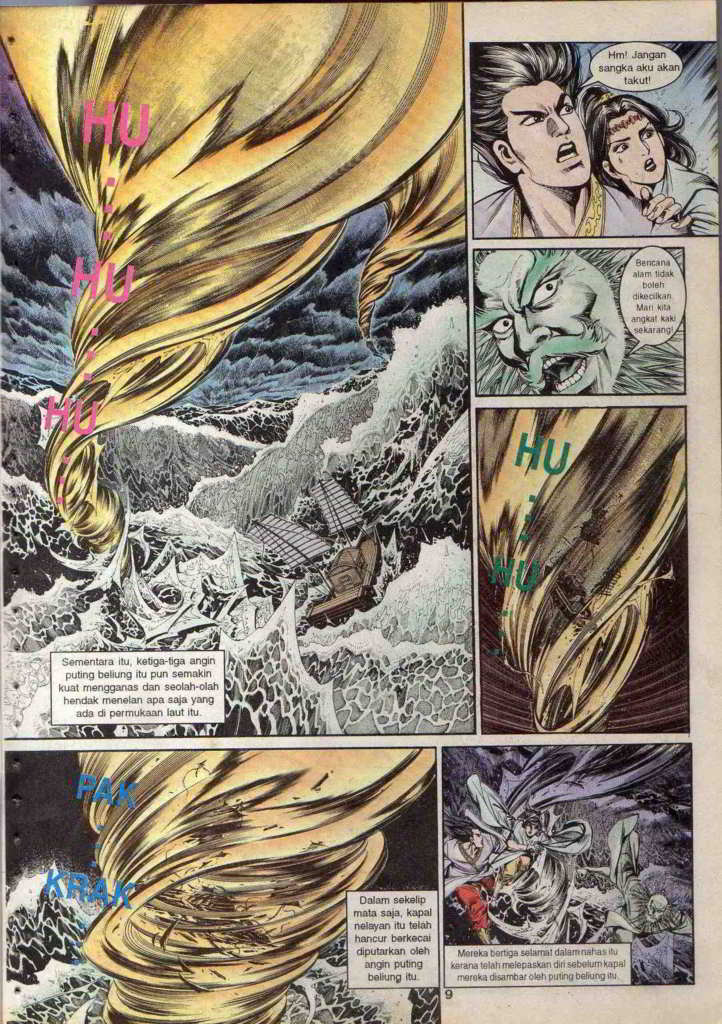 HU
HU
HU
Sementara itu, ketiga-tiga angin
puting beliung itu pun semakin
kuat mengganas dan seolah-olah
hendak menelan apa saja yang
ada di permukaan laut itu.
Hm! Jangan
sangka aku akan
takut!
Bencana
alam tidak
boleh
dikecilkan.
Mari kita
angkat kaki
sekarang!
HU
HU
PAK
KRAK
Dalam sekelip
mata saja, kapal
nelayan itu telah
hancur berkecai
diputarkan oleh
angin puting
beliung itu.
Mereka bertiga selamat dalam nahas itu
kerana telah melepaskan diri sebelum kapal
mereka disambar oleh puting beliung itu.
9